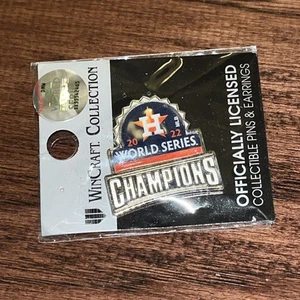 WINCRAFT COLLECTION
H
20 22
WORLD SERIES
CHAMPIONS
OFFICIALLY LICENSED
COLLECTIBLE PINS & EARRINGS